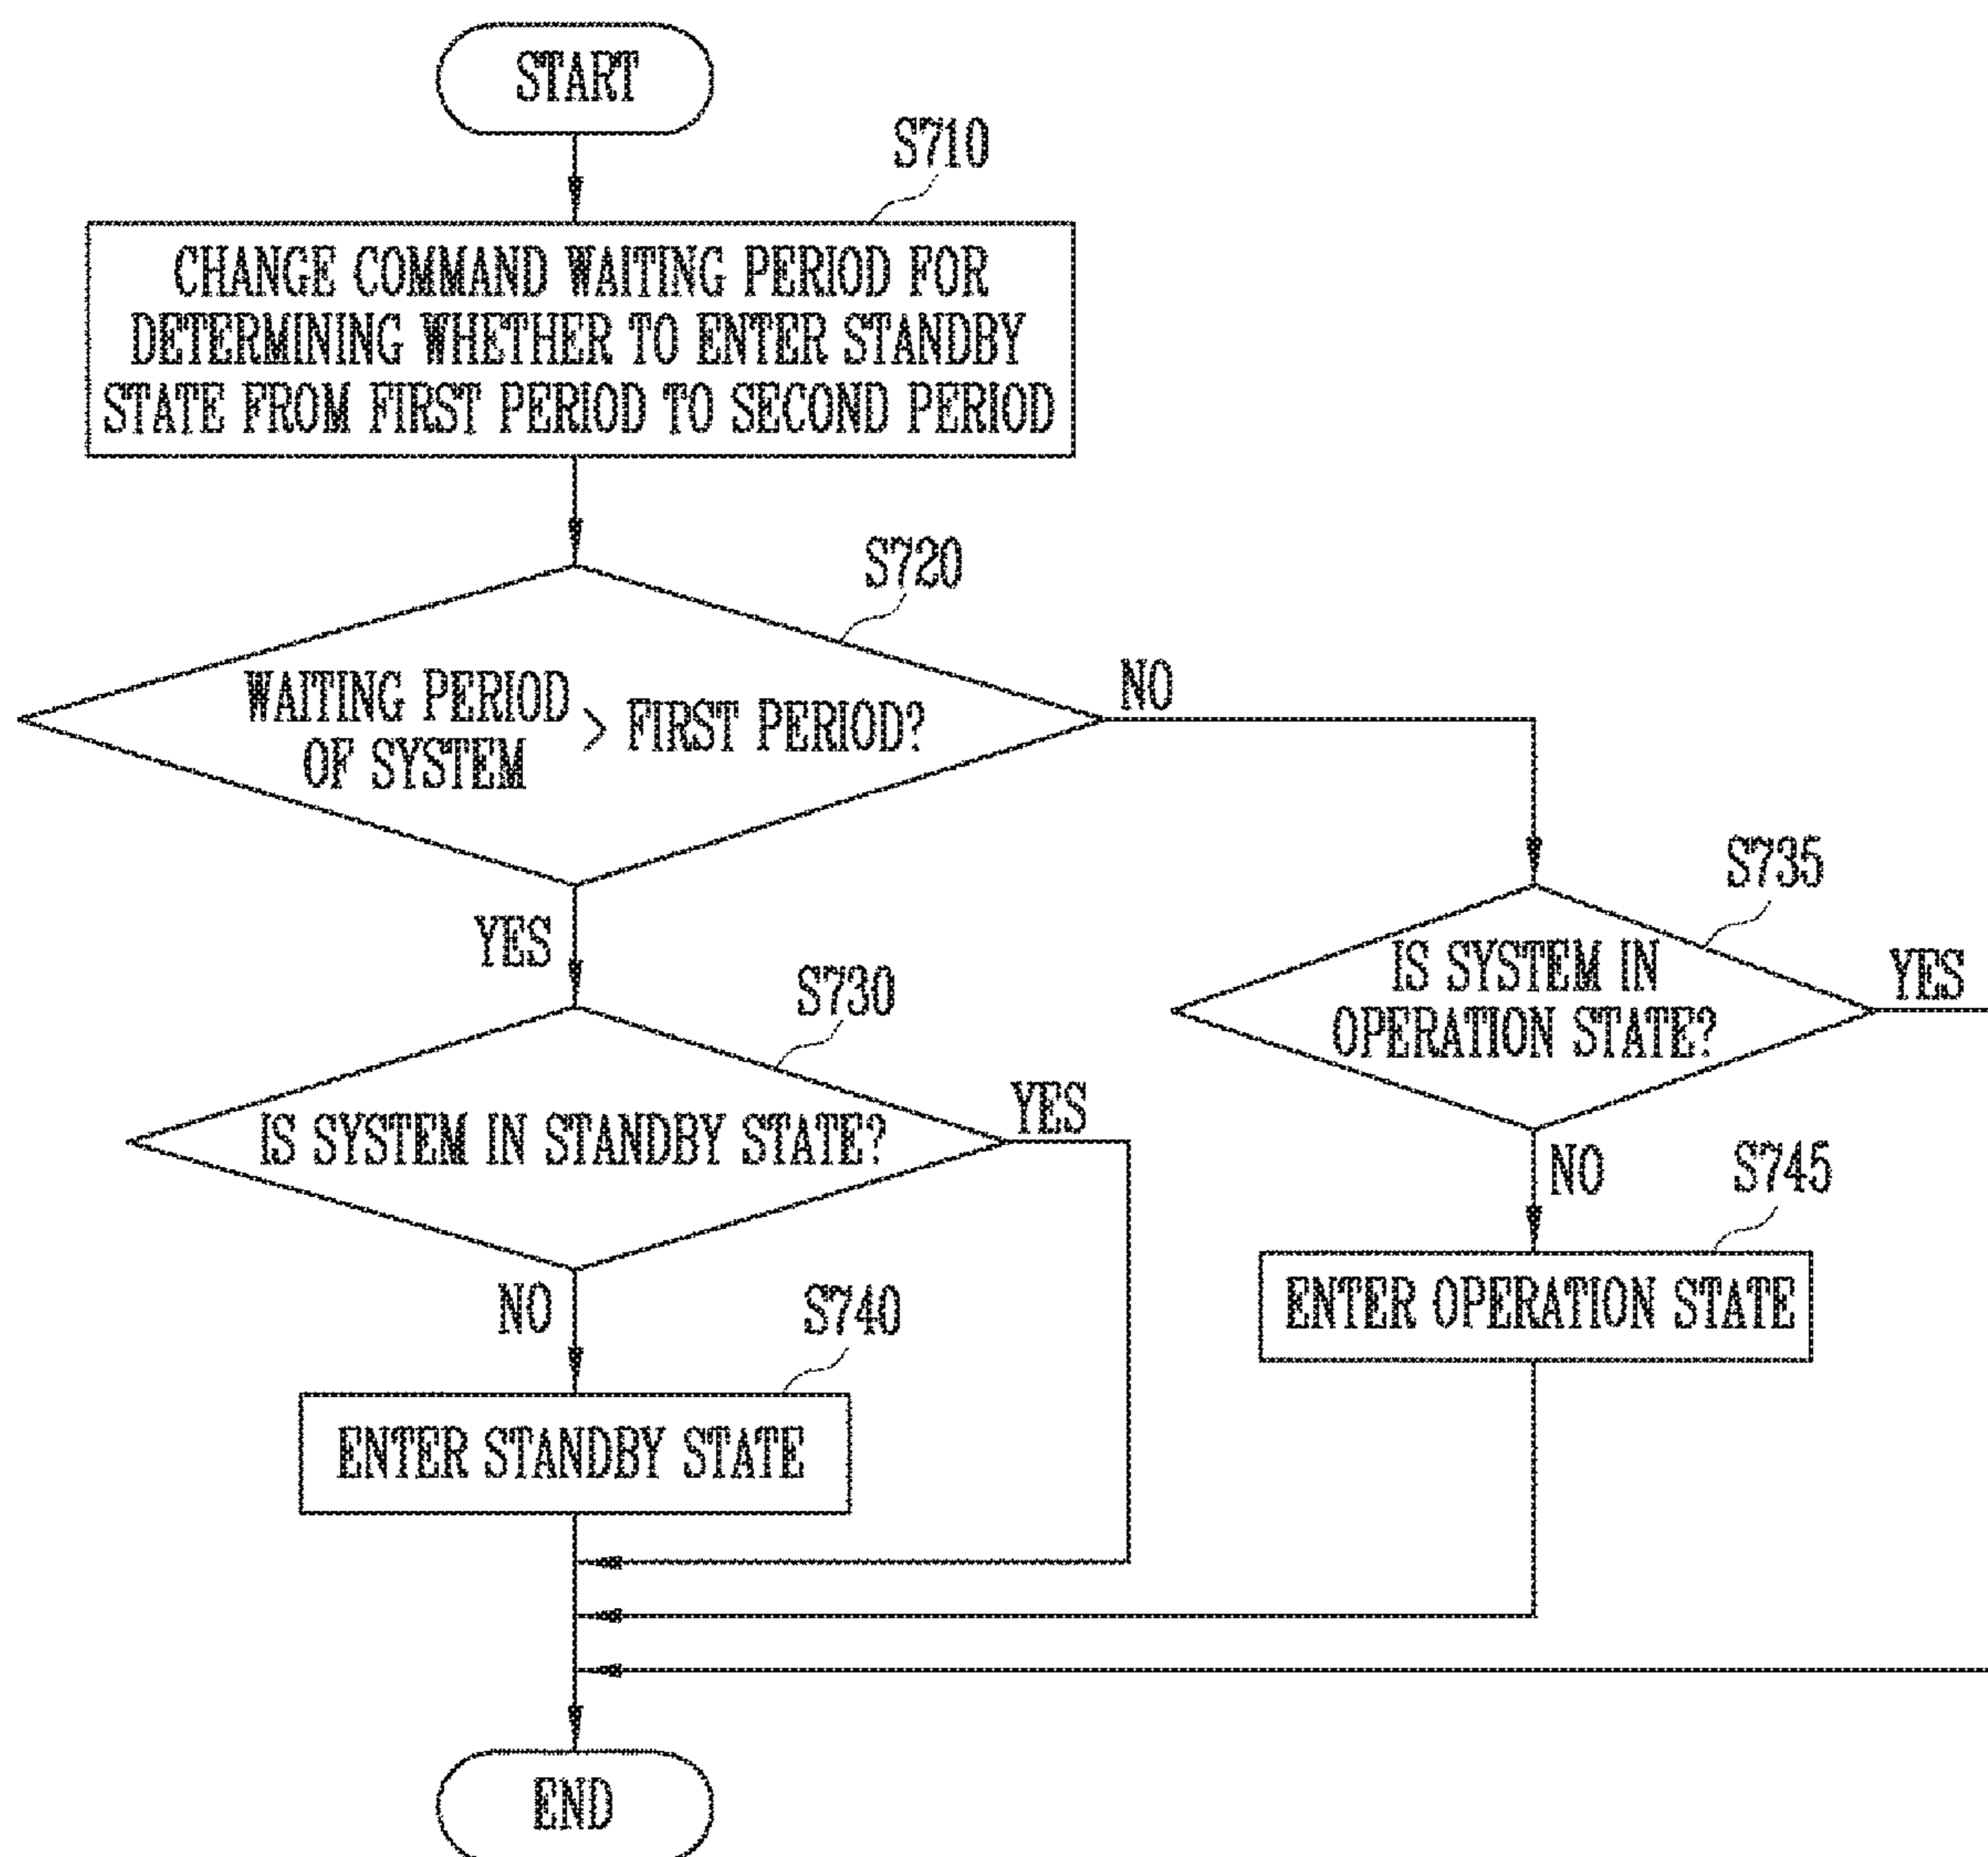 START
S710
CHANGE COMMAND WAITING PERIOD FOR
DETERMINING WHETHER TO ENTER STANDBY
STATE FROM FIRST PERIOD TO SECOND PERIOD
S720
WAITING PERIOD
OF SYSTEM
> FIRST PERIOD?
NO
YES
S735
IS SYSTEM IN
OPERATION STATE?
YES
NO
S730
IS SYSTEM IN STANDBY STATE?
YES
NO
S745
ENTER OPERATION STATE
S740
ENTER STANDBY STATE
END